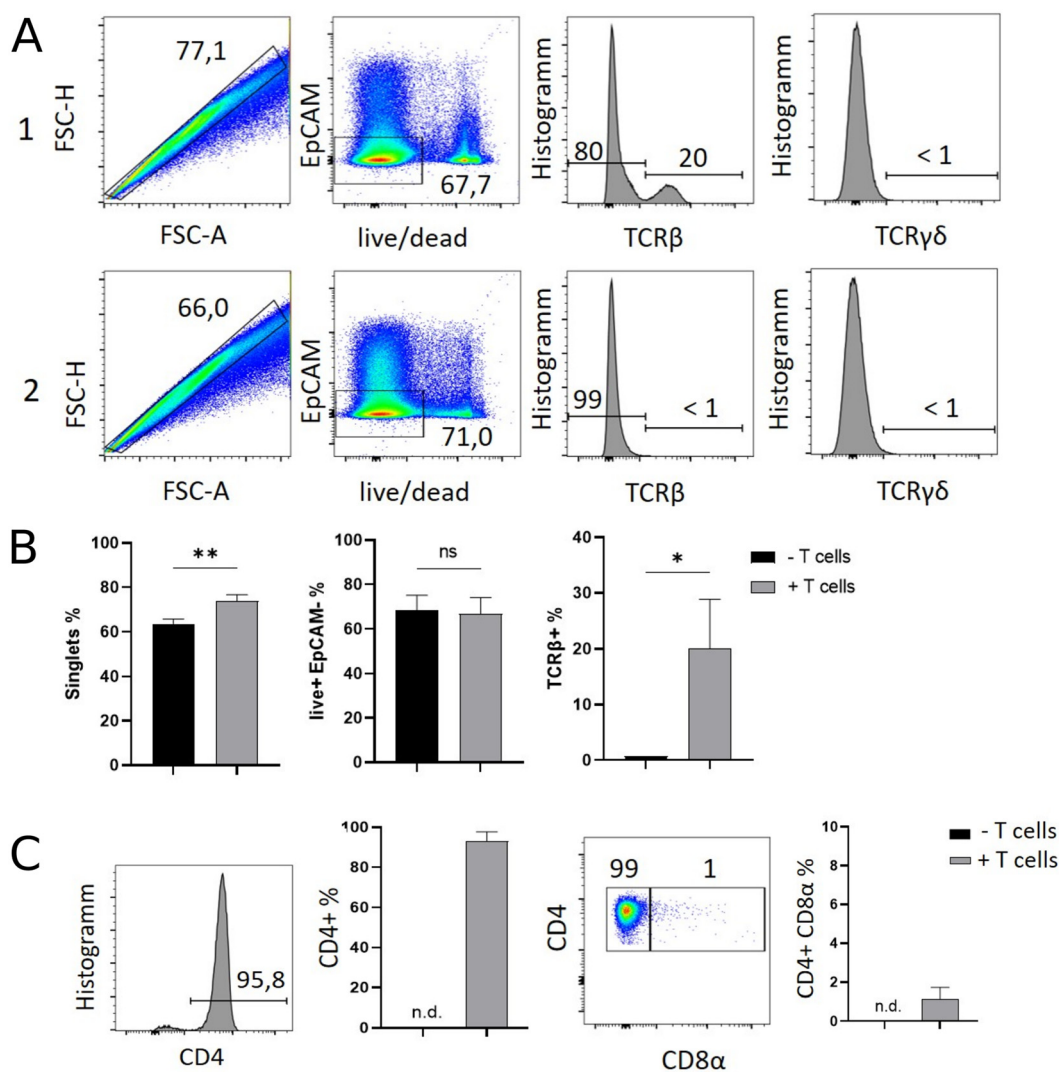 A
1
FSC-H
77,1
FSC-A
EpCAM
67,7
live/dead
Histogramm
80
20
TCRβ
Histogramm
< 1
TCRγδ
2
FSC-H
66,0
FSC-A
EpCAM
71,0
live/dead
Histogramm
99
< 1
TCRβ
Histogramm
< 1
TCRγδ
B
Singlets %
100
80
60
40
20
0
**
live+ EpCAM- %
100
80
60
40
20
0
ns
TCRβ+ %
40
30
20
10
0
*
- T cells
+ T cells
C
Histogramm
95,8
CD4
CD4+ %
100
80
60
40
20
0
n.d.
CD4
99
1
CD8α
CD4+ CD8α %
10
8
6
4
2
0
n.d.
- T cells
+ T cells